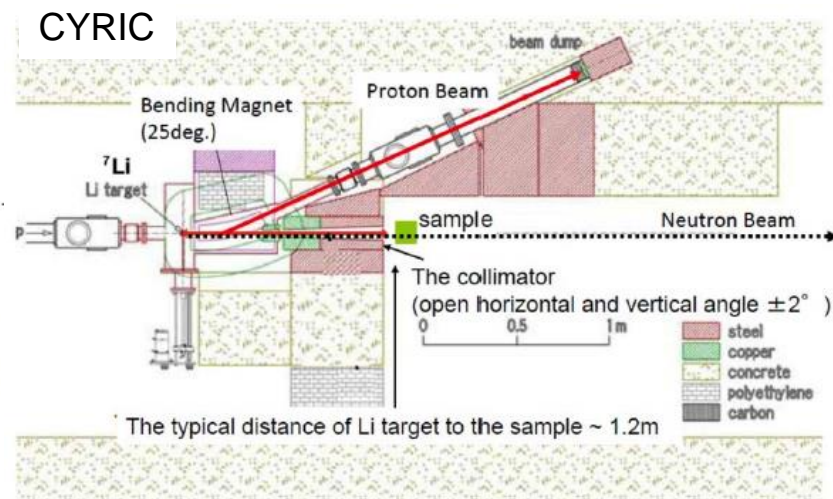 CYRIC
beam dump
Proton Beam
Bending Magnet
(25deg.)
⁷Li
Li target
p
sample
Neutron Beam
The collimator
(open horizontal and vertical angle ±2° )
0 0.5 1m
steel
copper
concrete
polyethylene
carbon
The typical distance of Li target to the sample ~ 1.2m